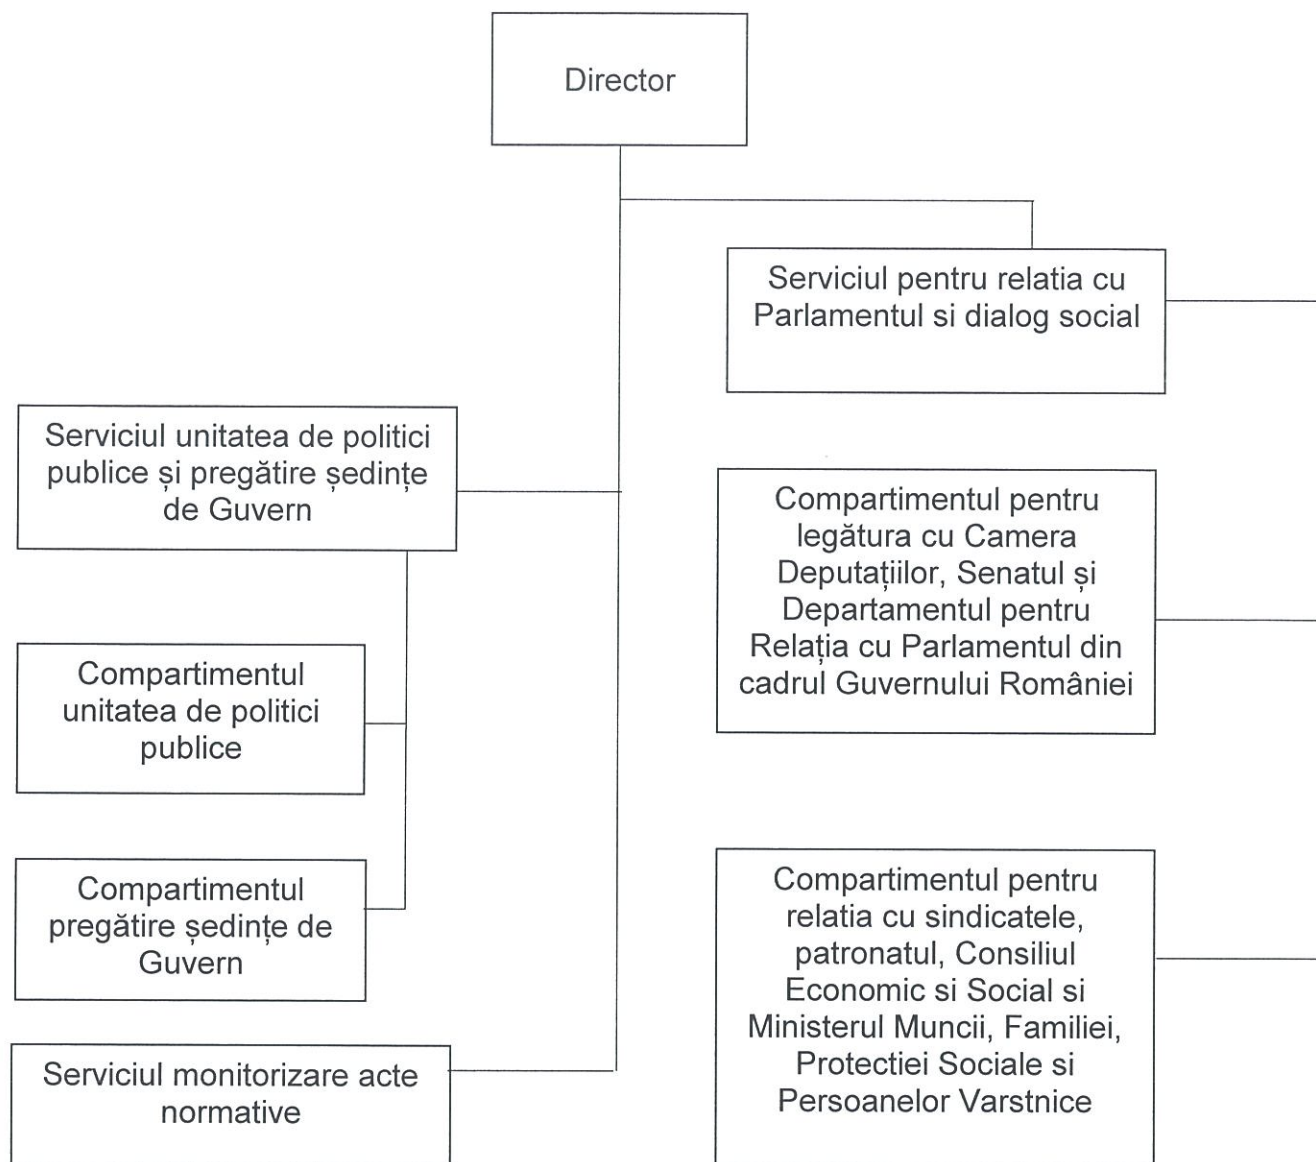 Director
Serviciul pentru relatia cu
Parlamentul si dialog social
Serviciul unitatea de politici
publice și pregătire ședințe
de Guvern
Compartimentul pentru
legătura cu Camera
Deputațiilor, Senatul și
Departamentul pentru
Relația cu Parlamentul din
cadrul Guvernului României
Compartimentul
unitatea de politici
publice
Compartimentul
pregătire ședințe de
Guvern
Compartimentul pentru
relatia cu sindicatele,
patronatul, Consiliul
Economic si Social si
Ministerul Muncii, Familiei,
Protectiei Sociale si
Persoanelor Varstnice
Serviciul monitorizare acte
normative